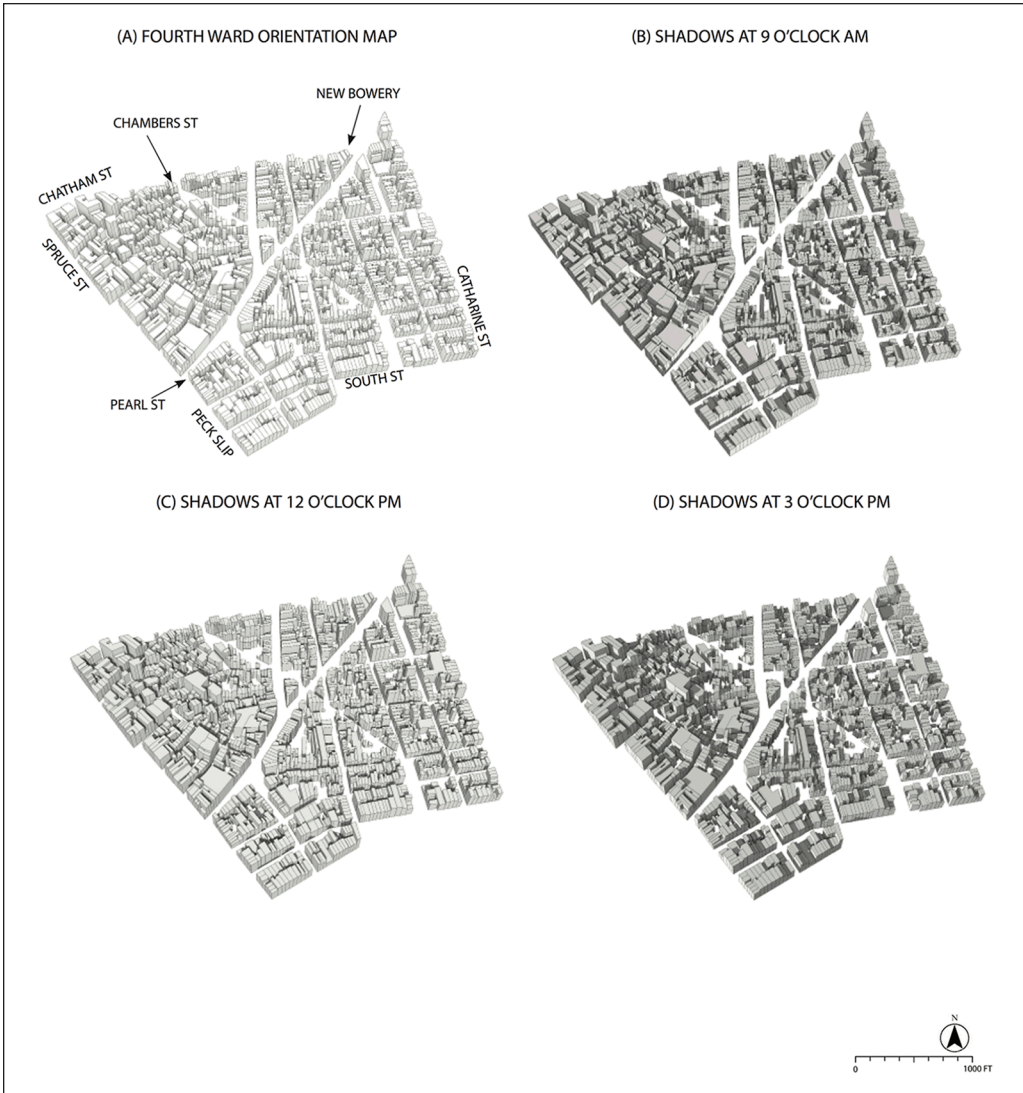 (A) FOURTH WARD ORIENTATION MAP
(B) SHADOWS AT 9 O'CLOCK AM
NEW BOWERY
CHAMBERS ST
CHATHAM ST
SPRUCE ST
CATHARINE ST
SOUTH ST
PEARL ST
PECK SLIP
(C) SHADOWS AT 12 O'CLOCK PM
(D) SHADOWS AT 3 O'CLOCK PM
N
0 1000 FT